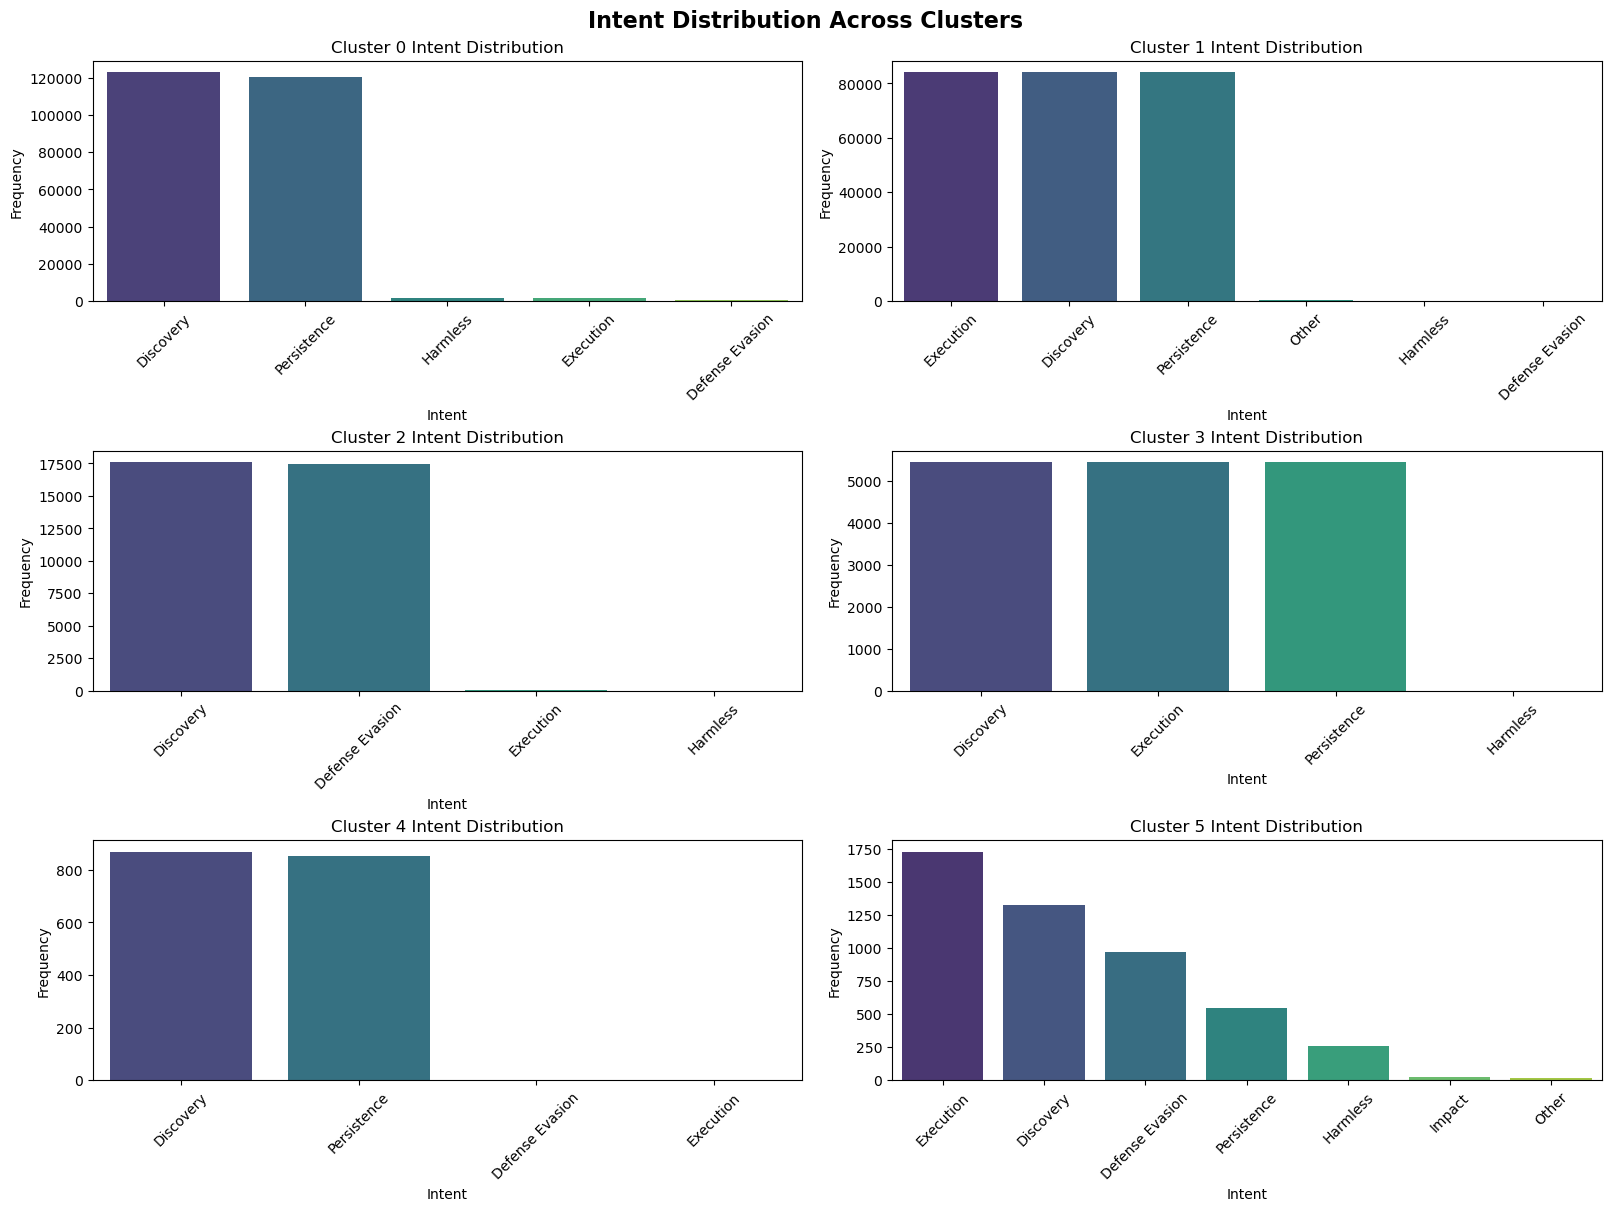 Intent Distribution Across Clusters
Cluster 0 Intent Distribution
Frequency
120000
100000
80000
60000
40000
20000
0
Discovery
Persistence
Harmless
Execution
Defense Evasion
Intent
Cluster 1 Intent Distribution
Frequency
80000
60000
40000
20000
0
Execution
Discovery
Persistence
Other
Harmless
Defense Evasion
Intent
Cluster 2 Intent Distribution
Frequency
17500
15000
12500
10000
7500
5000
2500
0
Discovery
Defense Evasion
Execution
Harmless
Intent
Cluster 3 Intent Distribution
Frequency
5000
4000
3000
2000
1000
0
Discovery
Execution
Persistence
Harmless
Intent
Cluster 4 Intent Distribution
Frequency
800
600
400
200
0
Discovery
Persistence
Defense Evasion
Execution
Intent
Cluster 5 Intent Distribution
Frequency
1750
1500
1250
1000
750
500
250
0
Execution
Discovery
Defense Evasion
Persistence
Harmless
Impact
Other
Intent